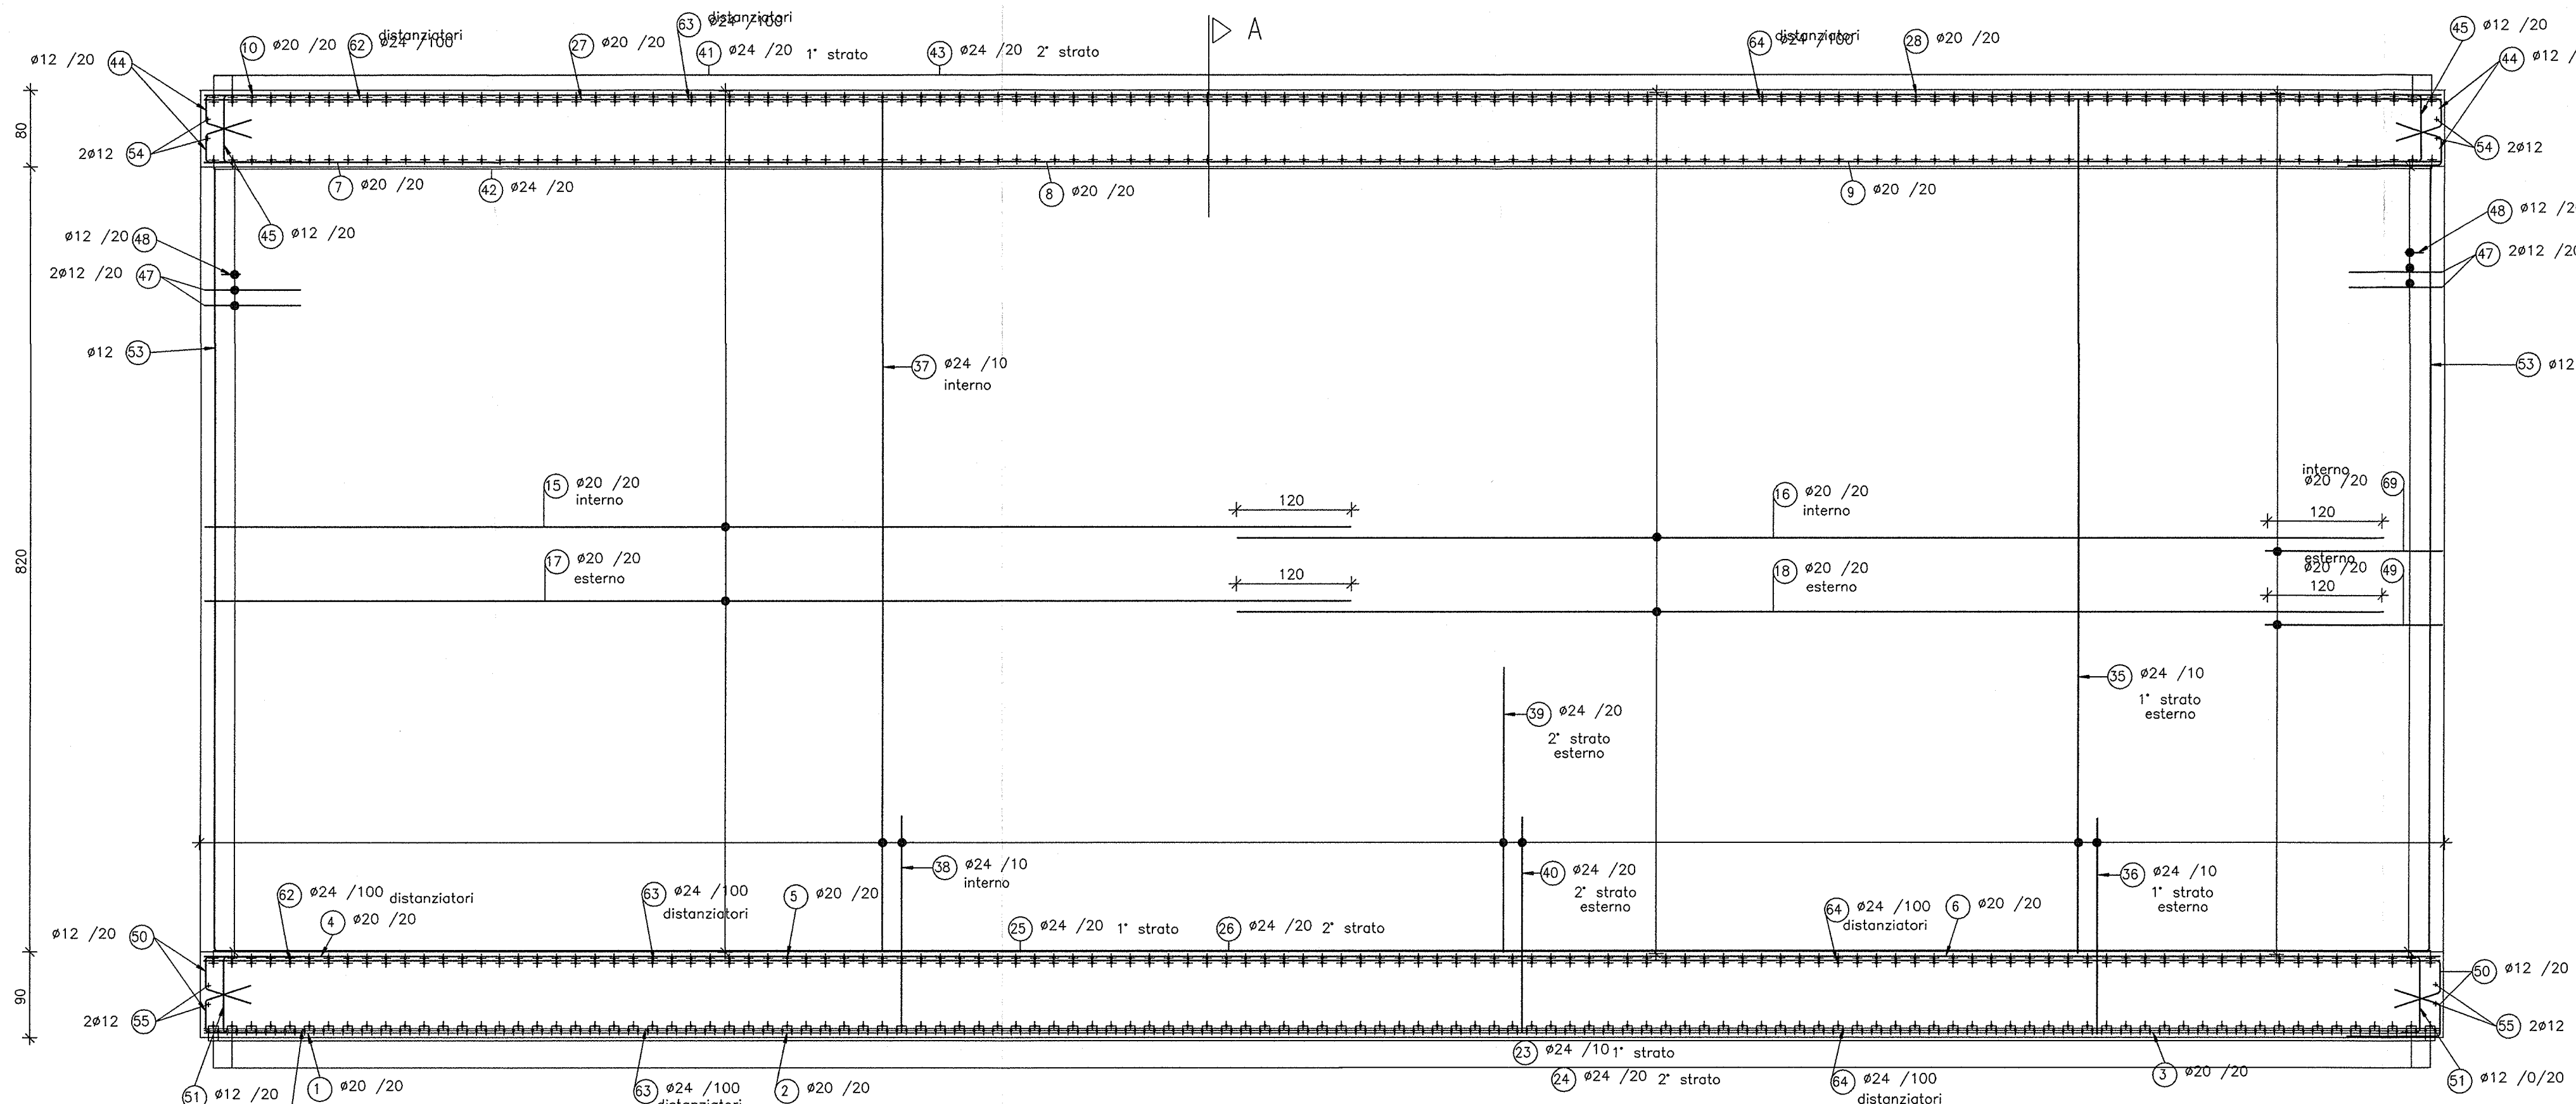 63 ø24 /100
distanziatori
A
10 ø20 /20
62 ø24 /100
distanziatori
27 ø20 /20
41 ø24 /20 1° strato
43 ø24 /20 2° strato
64 ø24 /100
distanziatori
28 ø20 /20
45 ø12 /20
ø12 /20 44
44 ø12 /
80
2ø12 54
54 2ø12
7 ø20 /20
42 ø24 /20
8 ø20 /20
9 ø20 /20
45 ø12 /20
ø12 /20 48
48 ø12 /2
2ø12 /20 47
47 2ø12 /20
ø12 53
53 ø12
37 ø24 /10
interno
15 ø20 /20
interno
120
16 ø20 /20
interno
interno
ø20 /20 69
120
820
17 ø20 /20
esterno
120
18 ø20 /20
esterno
esterno
ø20 /20 49
120
35 ø24 /10
1° strato
esterno
39 ø24 /20
2° strato
esterno
38 ø24 /10
interno
40 ø24 /20
2° strato
esterno
36 ø24 /10
1° strato
esterno
62 ø24 /100 distanziatori
4 ø20 /20
63 ø24 /100
distanziatori
5 ø20 /20
25 ø24 /20 1° strato
26 ø24 /20 2° strato
64 ø24 /100
distanziatori
6 ø20 /20
ø12 /20 50
50 ø12 /20
90
2ø12 55
55 2ø12
23 ø24 /10 1° strato
24 ø24 /20 2° strato
51 ø12 /20
1 ø20 /20
63 ø24 /100
distanziatori
2 ø20 /20
64 ø24 /100
distanziatori
3 ø20 /20
51 ø12 /0/20